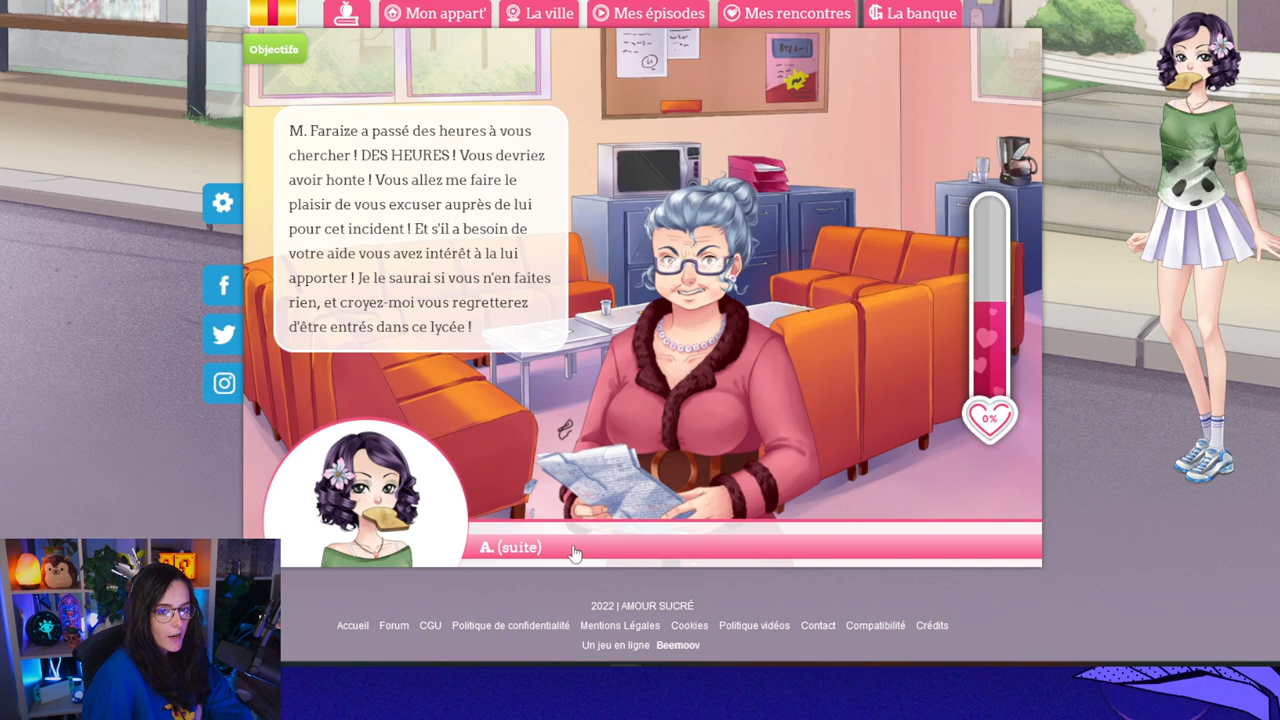 Mon appart'
La ville
Mes épisodes
Mes rencontres
La banque
Objectifs
M. Faraize a passé des heures à vous
chercher ! DES HEURES ! Vous devriez
avoir honte ! Vous allez me faire le
plaisir de vous excuser auprès de lui
pour cet incident ! Et s'il a besoin de
votre aide vous avez intérêt à la lui
apporter ! Je le saurai si vous n'en faites
rien, et croyez-moi vous regretterez
d'être entrés dans ce lycée !
0%
A. (suite)
2022 | AMOUR SUCRÉ
Accueil Forum CGU Politique de confidentialité Mentions Légales Cookies Politique vidéos Contact Compatibilité Crédits
Un jeu en ligne Beemoov